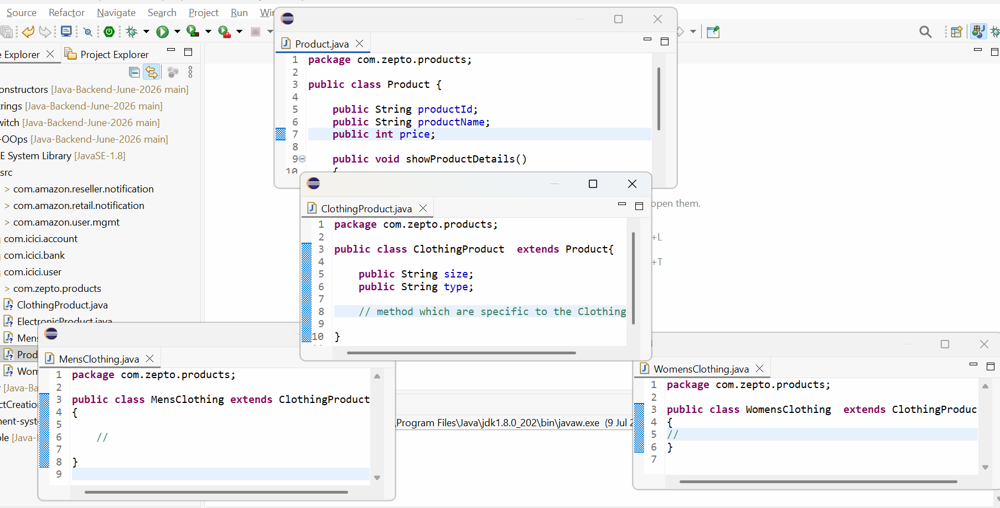 Source Refactor Navigate Search Project Run
Explorer Project Explorer
[Java-Backend-June-2026 main]
[Java-Backend-June-2026 main]
[Java-Backend-June-2026 main]
-OOps [Java-Backend-June-2026 main]
E System Library [JavaSE-1.8]
src
> com.amazon.reseller.notification
> com.amazon.retail.notification
> com.amazon.user.mgmt
com.icici.account
com.icici.bank
com.icici.user
> com.zepto.products
ClothingProduct.java
ElectronicProduct.java
Mens
Prod
Wom
[Java-Ba
[Java-
Product.java
1 package com.zepto.products;
2
3 public class Product {
4
5 public String productId;
6 public String productName;
7 public int price;
8
9 public void showProductDetails()
10 {
ClothingProduct.java
1 package com.zepto.products;
2
3 public class ClothingProduct  extends Product{
4
5 public String size;
6 public String type;
7
8 // method which are specific to the Clothing
9
10 }
open them.
+L
+T
MensClothing.java
1 package com.zepto.products;
2
3 public class MensClothing extends ClothingProduct
4 {
5
6 //
7
8 }
9
\Program Files\Java\jdk1.8.0_202\bin\javaw.exe (9 Jul 2
WomensClothing.java
1 package com.zepto.products;
2
3 public class WomensClothing  extends ClothingProduc
4 {
5 //
6 }
7